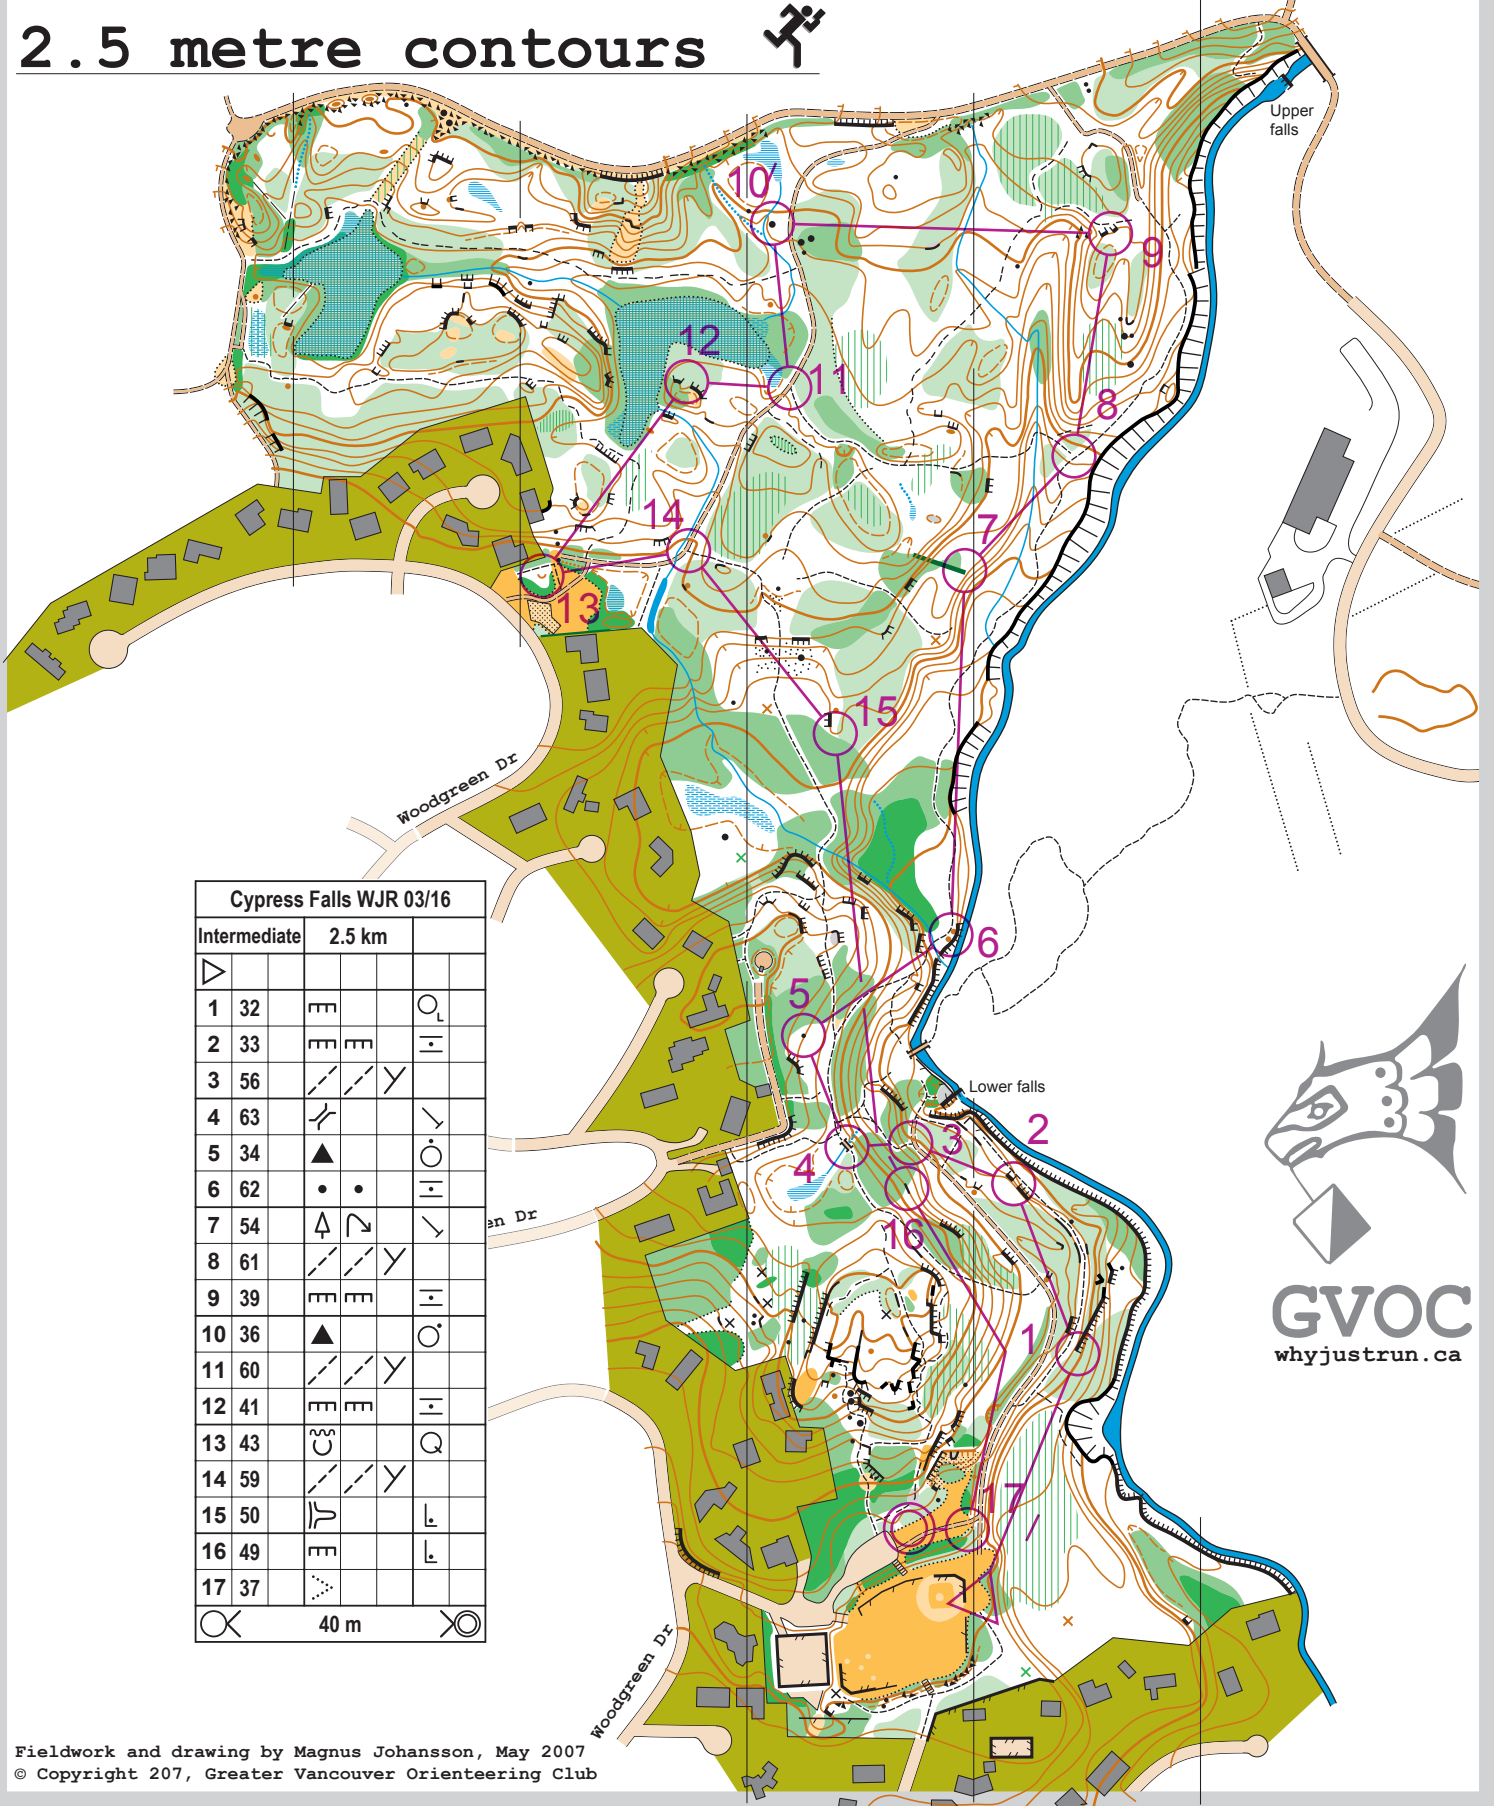 2.5 metre contours
Upper
falls
10
9
12
11
8
14
7
13
15
Woodgreen Dr
6
5
Lower falls
2
3
4
16
en Dr
1
17
Woodgreen Dr
Cypress Falls WJR 03/16
Intermediate 2.5 km
1 32
2 33
3 56
4 63
5 34
6 62
7 54
8 61
9 39
10 36
11 60
12 41
13 43
14 59
15 50
16 49
17 37
40 m
GVOC
whyjustrun.ca
Fieldwork and drawing by Magnus Johansson, May 2007
© Copyright 207, Greater Vancouver Orienteering Club